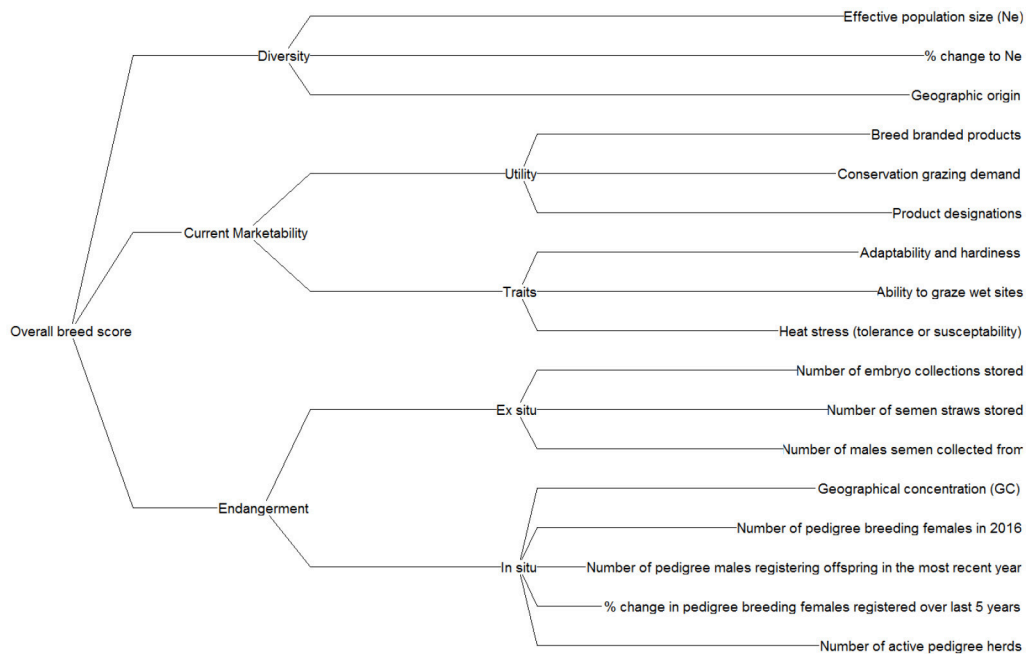 Effective population size (Ne)
Diversity
% change to Ne
Geographic origin
Breed branded products
Utility
Conservation grazing demand
Product designations
Current Marketability
Adaptability and hardiness
Traits
Ability to graze wet sites
Heat stress (tolerance or susceptability)
Overall breed score
Number of embryo collections stored
Ex situ
Number of semen straws stored
Number of males semen collected from
Endangerment
Geographical concentration (GC)
Number of pedigree breeding females in 2016
In situ
Number of pedigree males registering offspring in the most recent year
% change in pedigree breeding females registered over last 5 years
Number of active pedigree herds